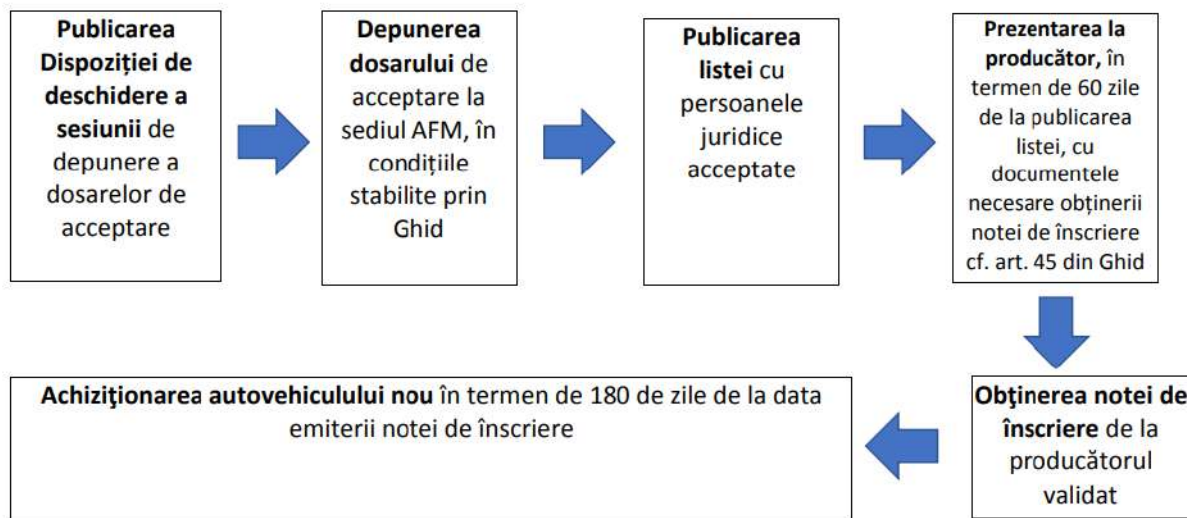 Publicarea
Dispoziției de
deschidere a
sesiunii de
depunere a
dosarelor de
acceptare
Depunerea
dosarului de
acceptare la
sediul AFM, în
condițiile
stabilite prin
Ghid
Publicarea
listei cu
persoanele
juridice
acceptate
Prezentarea la
producător, în
termen de 60 zile
de la publicarea
listei, cu
documentele
necesare obținerii
notei de înscriere
cf. art. 45 din Ghid
Obţinerea notei de
înscriere de la
producătorul
validat
Achiziţionarea autovehiculului nou în termen de 180 de zile de la data
emiterii notei de înscriere